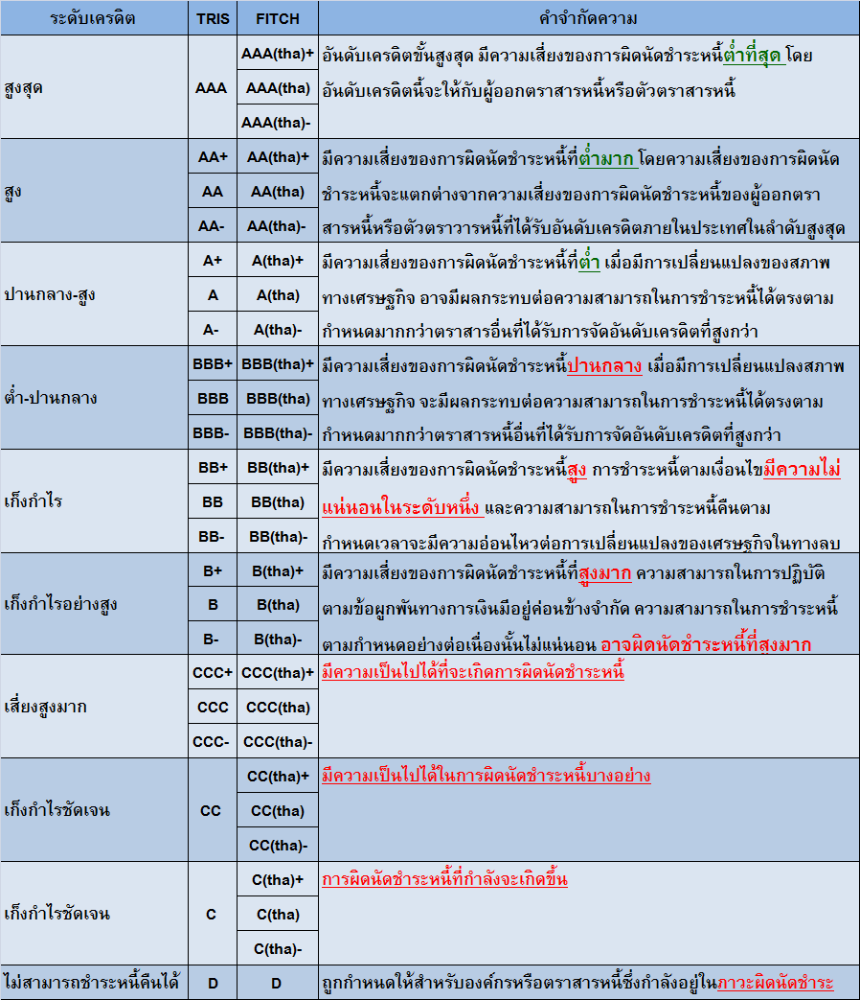 ระดับเครดิต TRIS FITCH คำจำกัดความ
สูงสุด AAA
AAA(tha)+
AAA(tha)
AAA(tha)-
อันดับเครดิตขั้นสูงสุด มีความเสี่ยงของการผิดนัดชำระหนี้ต่ำที่สุด โดย
อันดับเครดิตนี้จะให้กับผู้ออกตราสารหนี้หรือตัวตราสารหนี้
สูง
AA+ AA(tha)+
AA AA(tha)
AA- AA(tha)-
มีความเสี่ยงของการผิดนัดชำระหนี้ที่ต่ำมาก โดยความเสี่ยงของการผิดนัด
ชำระหนี้จะแตกต่างจากความเสี่ยงของการผิดนัดชำระหนี้ของผู้ออกตรา
สารหนี้หรือตัวตราวารหนี้ที่ได้รับอันดับเครดิตภายในประเทศในลำดับสูงสุด
ปานกลาง-สูง
A+ A(tha)+
A A(tha)
A- A(tha)-
มีความเสี่ยงของการผิดนัดชำระหนี้ที่ต่ำ เมื่อมีการเปลี่ยนแปลงของสภาพ
ทางเศรษฐกิจ อาจมีผลกระทบต่อความสามารถในการชำระหนี้ได้ตรงตาม
กำหนดมากกว่าตราสารอื่นที่ได้รับการจัดอันดับเครดิตที่สูงกว่า
ต่ำ-ปานกลาง
BBB+ BBB(tha)+
BBB BBB(tha)
BBB- BBB(tha)-
มีความเสี่ยงของการผิดนัดชำระหนี้ปานกลาง เมื่อมีการเปลี่ยนแปลงสภาพ
ทางเศรษฐกิจ จะมีผลกระทบต่อความสามารถในการชำระหนี้ได้ตรงตาม
กำหนดมากกว่าตราสารหนี้อื่นที่ได้รับการจัดอันดับเครดิตที่สูงกว่า
เก็งกำไร
BB+ BB(tha)+
BB BB(tha)
BB- BB(tha)-
มีความเสี่ยงของการผิดนัดชำระหนี้สูง การชำระหนี้ตามเงื่อนไขมีความไม่
แน่นอนในระดับหนึ่ง และความสามารถในการชำระหนี้คืนตาม
กำหนดเวลาจะมีความอ่อนไหวต่อการเปลี่ยนแปลงของเศรษฐกิจในทางลบ
เก็งกำไรอย่างสูง
B+ B(tha)+
B B(tha)
B- B(tha)-
มีความเสี่ยงของการผิดนัดชำระหนี้ที่สูงมาก ความสามารถในการปฏิบัติ
ตามข้อผูกพันทางการเงินมีอยู่ค่อนข้างจำกัด ความสามารถในการชำระหนี้
ตามกำหนดอย่างต่อเนื่องนั้นไม่แน่นอน อาจผิดนัดชำระหนี้ที่สูงมาก
เสี่ยงสูงมาก
CCC+ CCC(tha)+
CCC CCC(tha)
CCC- CCC(tha)-
มีความเป็นไปได้ที่จะเกิดการผิดนัดชำระหนี้
เก็งกำไรชัดเจน CC
CC(tha)+
CC(tha)
CC(tha)-
มีความเป็นไปได้ในการผิดนัดชำระหนี้บางอย่าง
เก็งกำไรชัดเจน C
C(tha)+
C(tha)
C(tha)-
การผิดนัดชำระหนี้ที่กำลังจะเกิดขึ้น
ไม่สามารถชำระหนี้คืนได้ D D ถูกกำหนดให้สำหรับองค์กรหรือตราสารหนี้ซึ่งกำลังอยู่ในภาวะผิดนัดชำระ